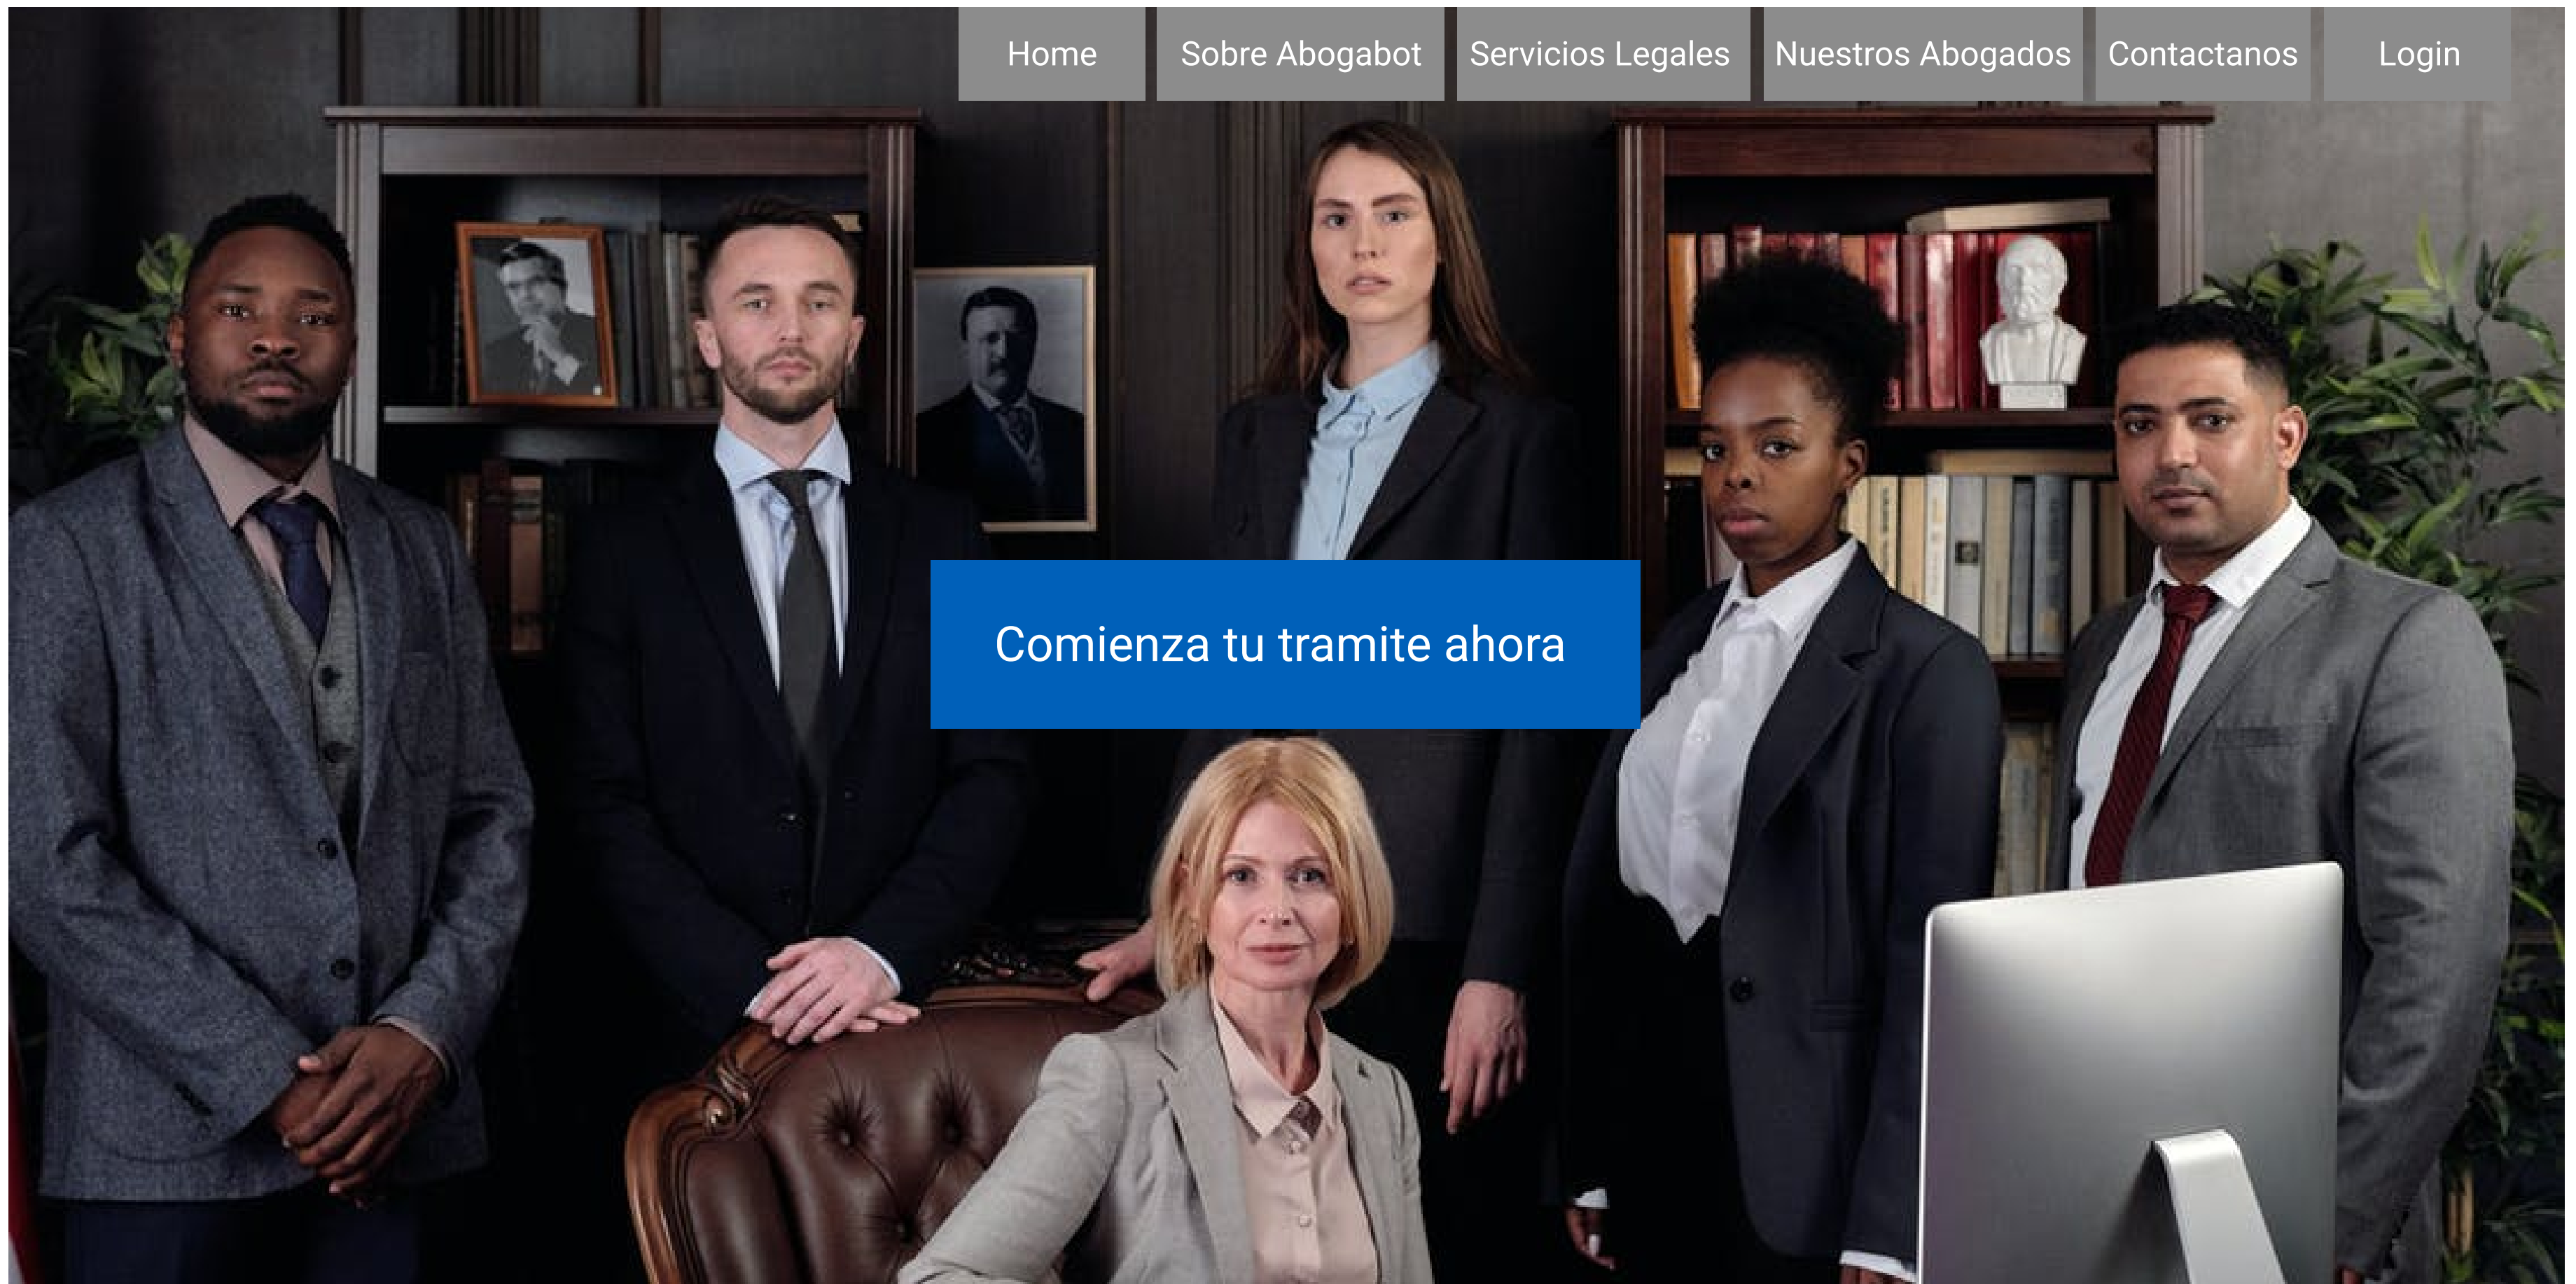 Home
Sobre Abogabot
Servicios Legales
Nuestros Abogados
Contactanos
Login
Comienza tu tramite ahora